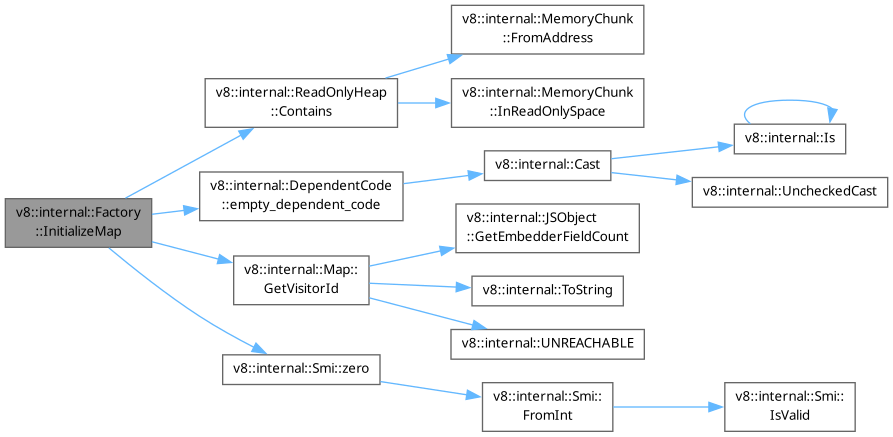 v8::internal::Factory
::InitializeMap
v8::internal::ReadOnlyHeap
::Contains
v8::internal::MemoryChunk
::FromAddress
v8::internal::MemoryChunk
::InReadOnlySpace
v8::internal::DependentCode
::empty_dependent_code
v8::internal::Cast
v8::internal::Is
v8::internal::UncheckedCast
v8::internal::Map::
GetVisitorId
v8::internal::JSObject
::GetEmbedderFieldCount
v8::internal::ToString
v8::internal::UNREACHABLE
v8::internal::Smi::zero
v8::internal::Smi::
FromInt
v8::internal::Smi::
IsValid